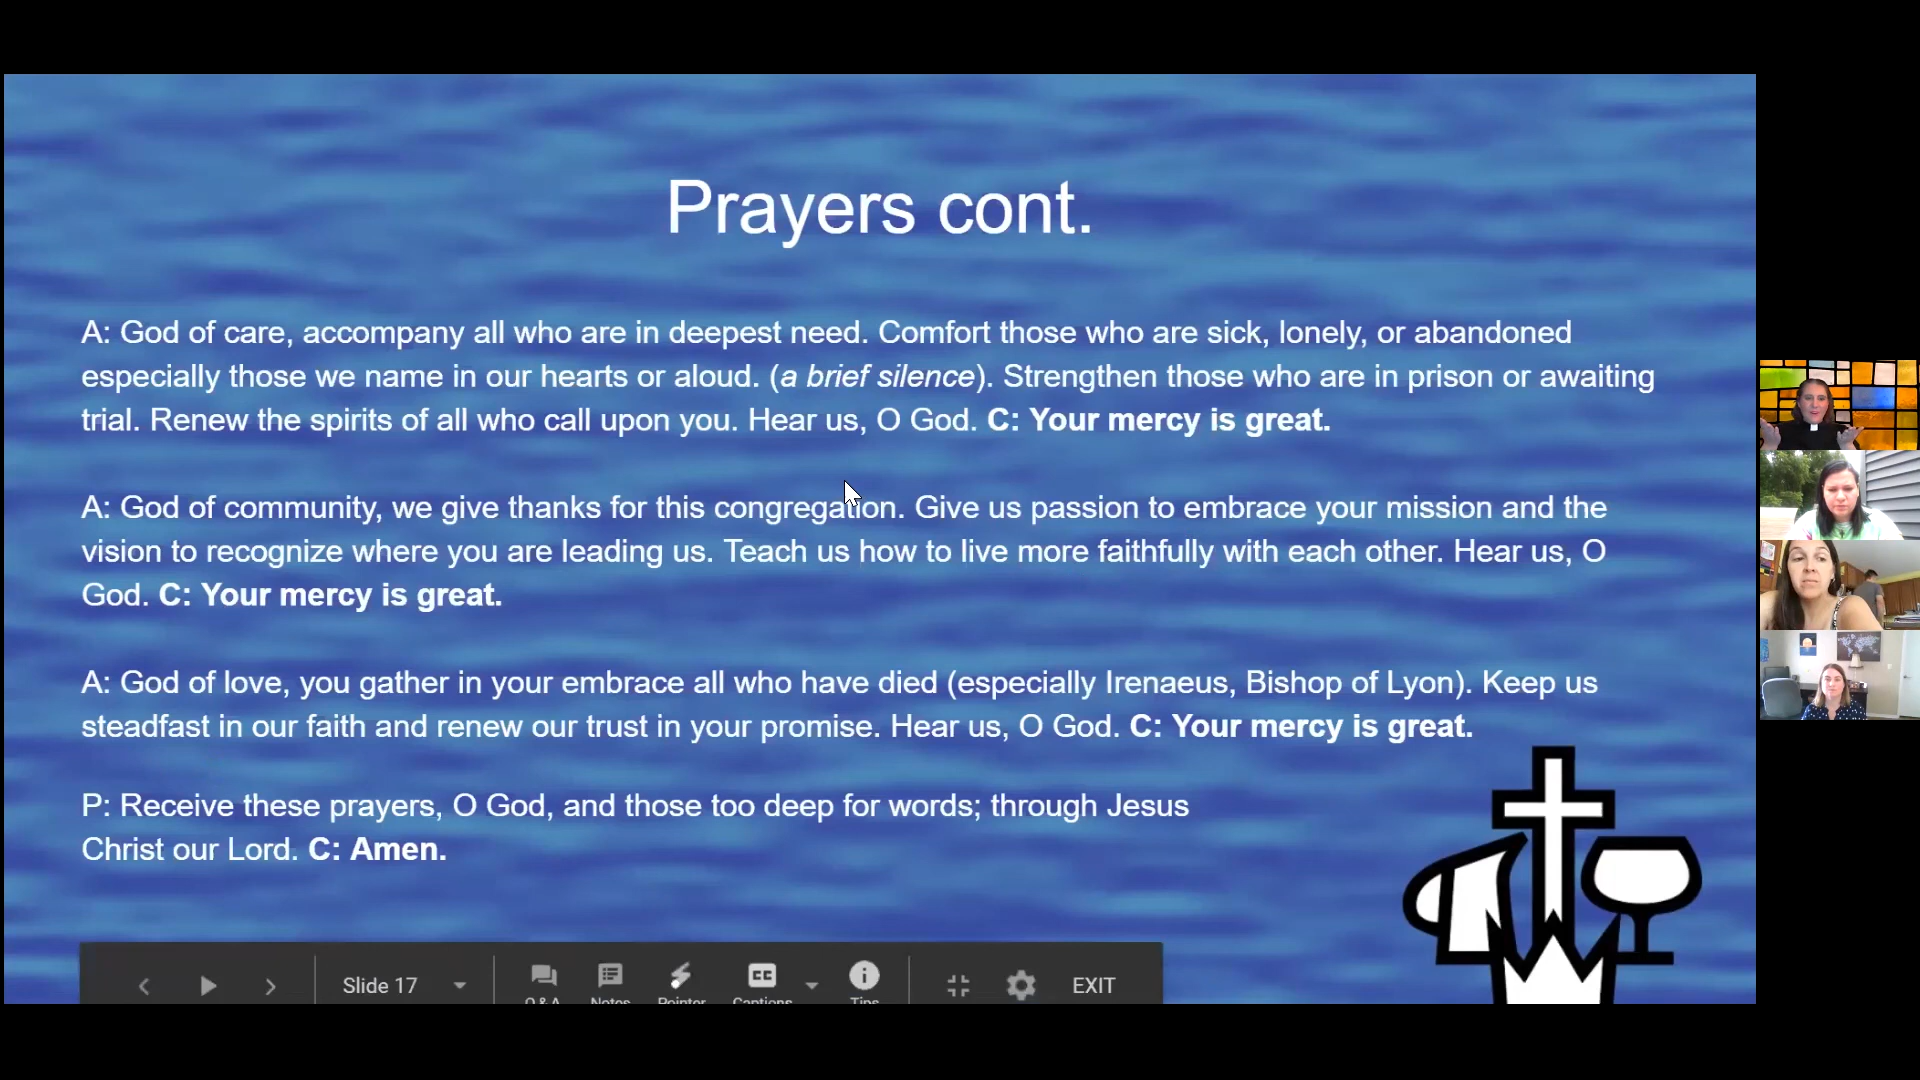 Prayers cont.
A: God of care, accompany all who are in deepest need. Comfort those who are sick, lonely, or abandoned
especially those we name in our hearts or aloud. (a brief silence). Strengthen those who are in prison or awaiting
trial. Renew the spirits of all who call upon you. Hear us, O God. C: Your mercy is great.
A: God of community, we give thanks for this congregation. Give us passion to embrace your mission and the
vision to recognize where you are leading us. Teach us how to live more faithfully with each other. Hear us, O
God. C: Your mercy is great.
A: God of love, you gather in your embrace all who have died (especially Irenaeus, Bishop of Lyon). Keep us
steadfast in our faith and renew our trust in your promise. Hear us, O God. C: Your mercy is great.
P: Receive these prayers, O God, and those too deep for words; through Jesus
Christ our Lord. C: Amen.
Slide 17
Q & A
Notes
Pointer
CC
Captions
Tips
EXIT